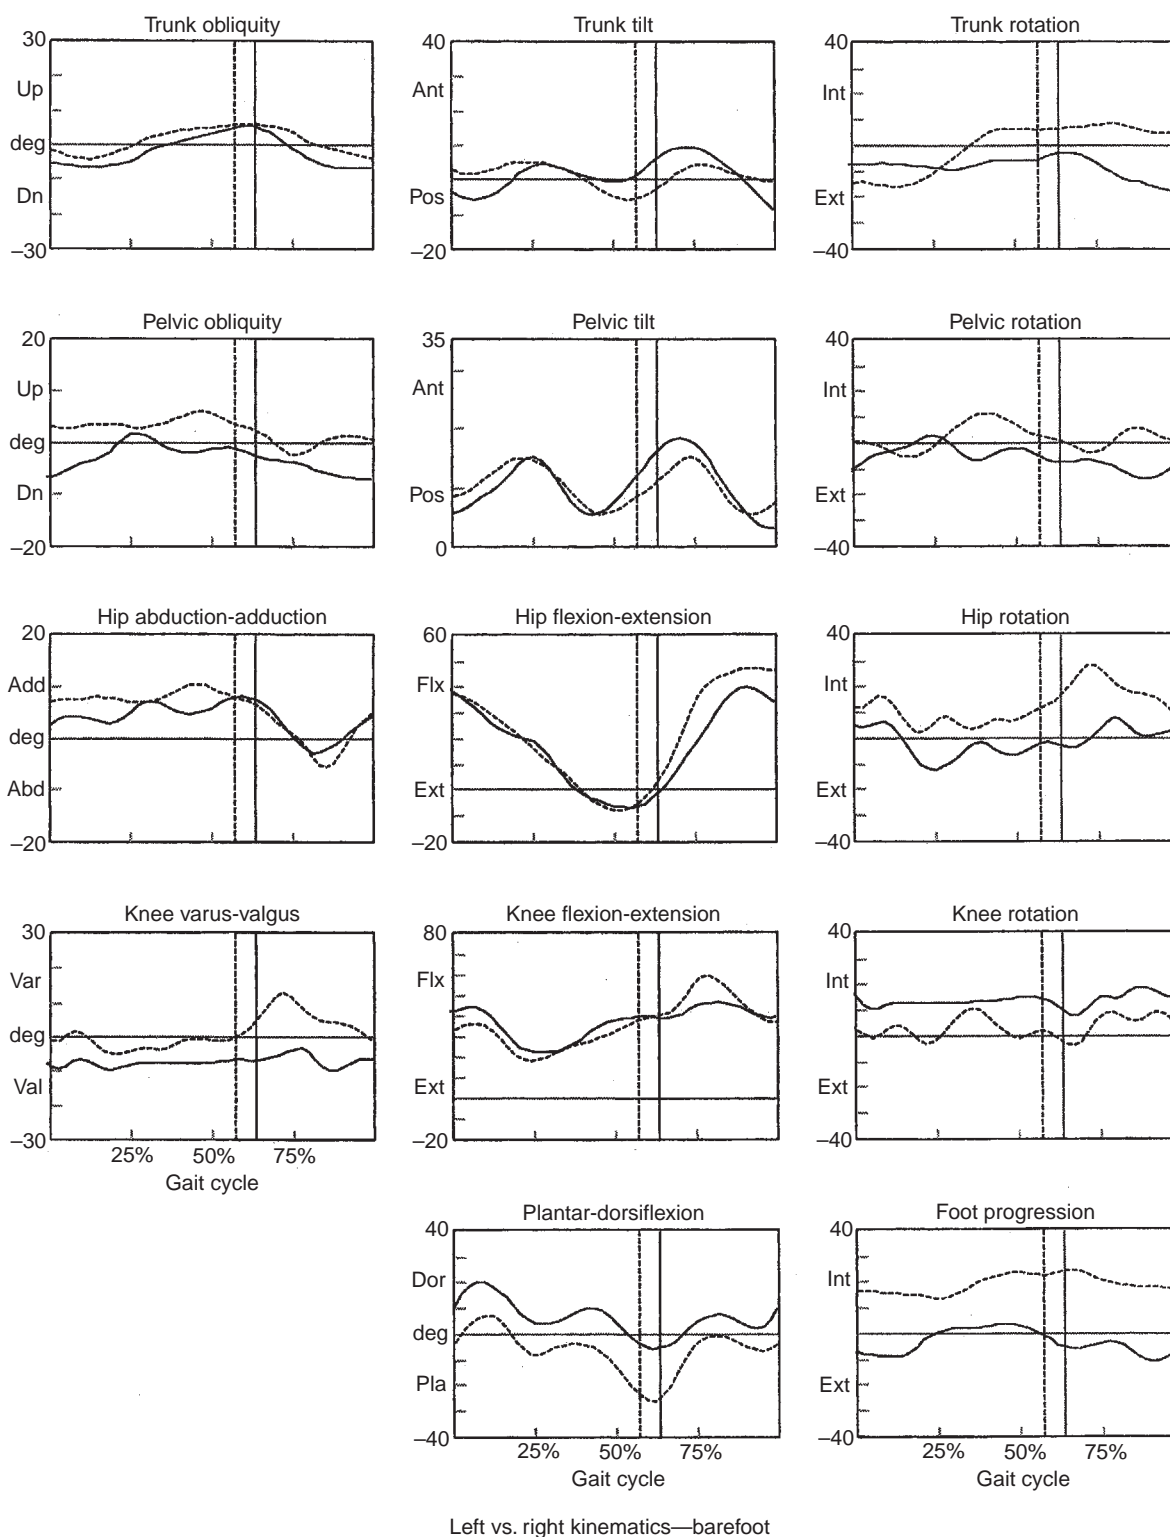 Trunk obliquity
30
Up
deg
Dn
–30
Trunk tilt
40
Ant
Pos
–20
Trunk rotation
40
Int
Ext
–40
Pelvic obliquity
20
Up
deg
Dn
–20
Pelvic tilt
35
Ant
Pos
0
Pelvic rotation
40
Int
Ext
–40
Hip abduction-adduction
20
Add
deg
Abd
–20
Hip flexion-extension
60
Flx
Ext
–20
Hip rotation
40
Int
Ext
–40
Knee varus-valgus
30
Var
deg
Val
–30
25% 50% 75%
Gait cycle
Knee flexion-extension
80
Flx
Ext
–20
Knee rotation
40
Int
Ext
–40
Plantar-dorsiflexion
40
Dor
deg
Pla
–40
25% 50% 75%
Gait cycle
Foot progression
40
Int
Ext
–40
25% 50% 75%
Gait cycle
Left vs. right kinematics—barefoot